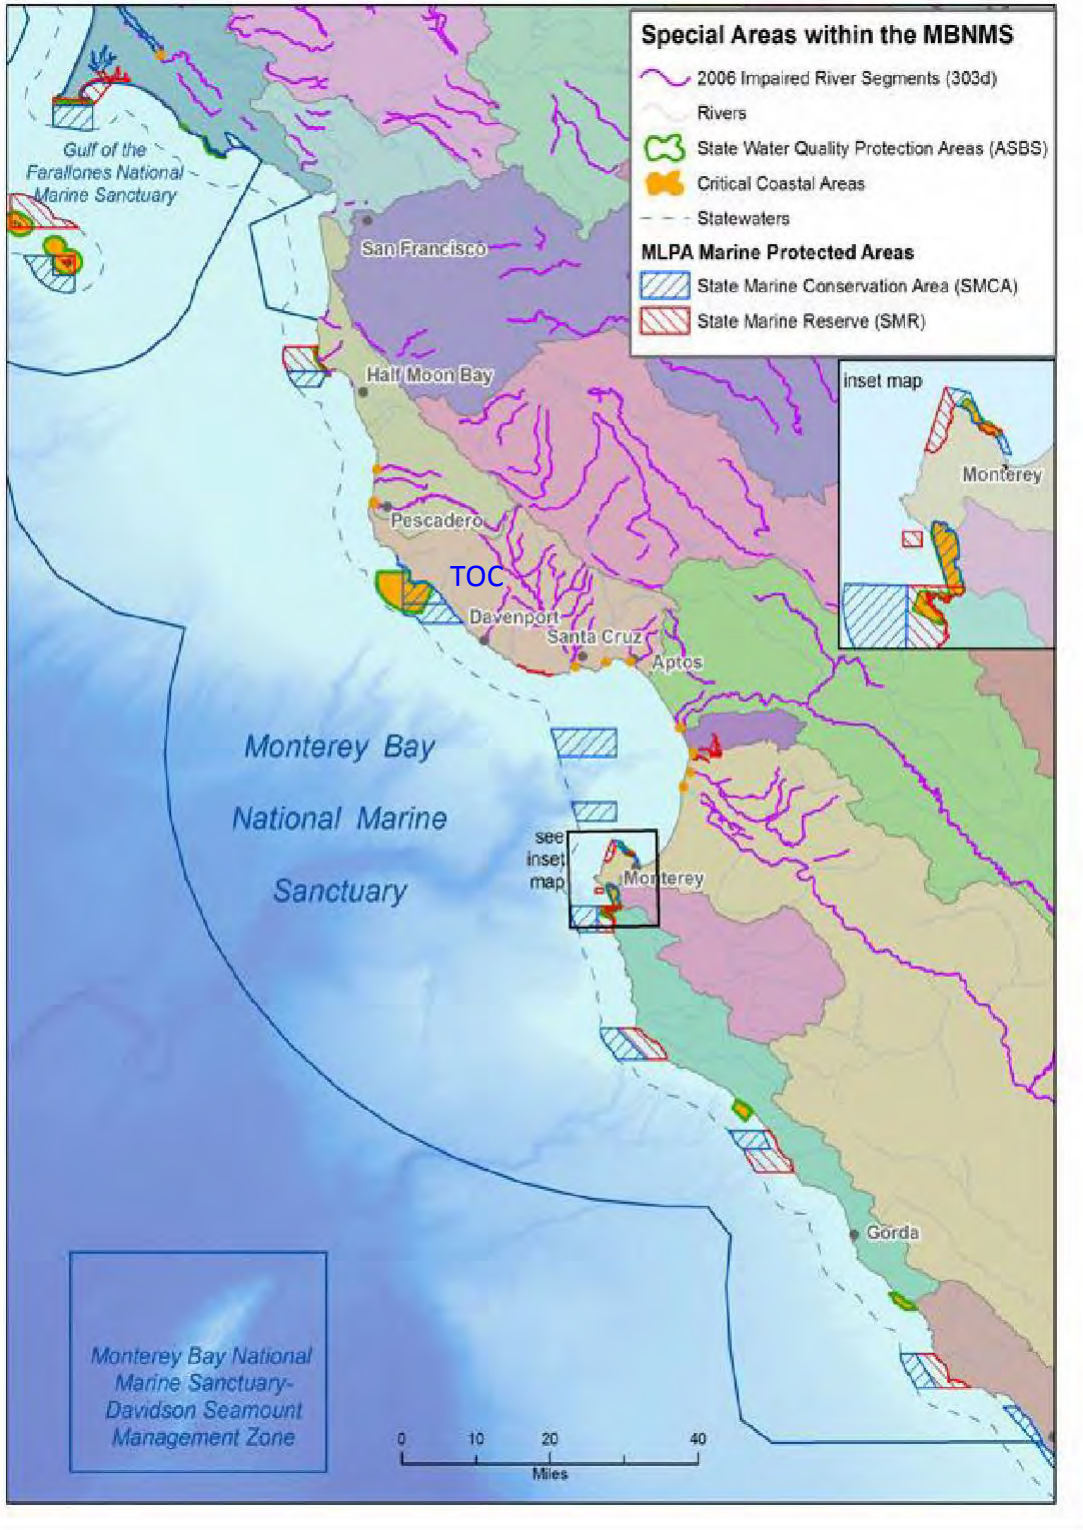 Special Areas within the MBNMS
2006 Impaired River Segments (303d)
Rivers
State Water Quality Protection Areas (ASBS)
Critical Coastal Areas
Statewaters
MLPA Marine Protected Areas
State Marine Conservation Area (SMCA)
State Marine Reserve (SMR)
Gulf of the
Farallones National
Marine Sanctuary
San Francisco
inset map
Monterey
Half Moon Bay
Pescadero
TOC
Davenport
Santa Cruz
Aptos
Monterey Bay
National Marine
Sanctuary
see
inset
map
Monterey
Gorda
Monterey Bay National
Marine Sanctuary-
Davidson Seamount
Management Zone
0 10 20 40
Miles